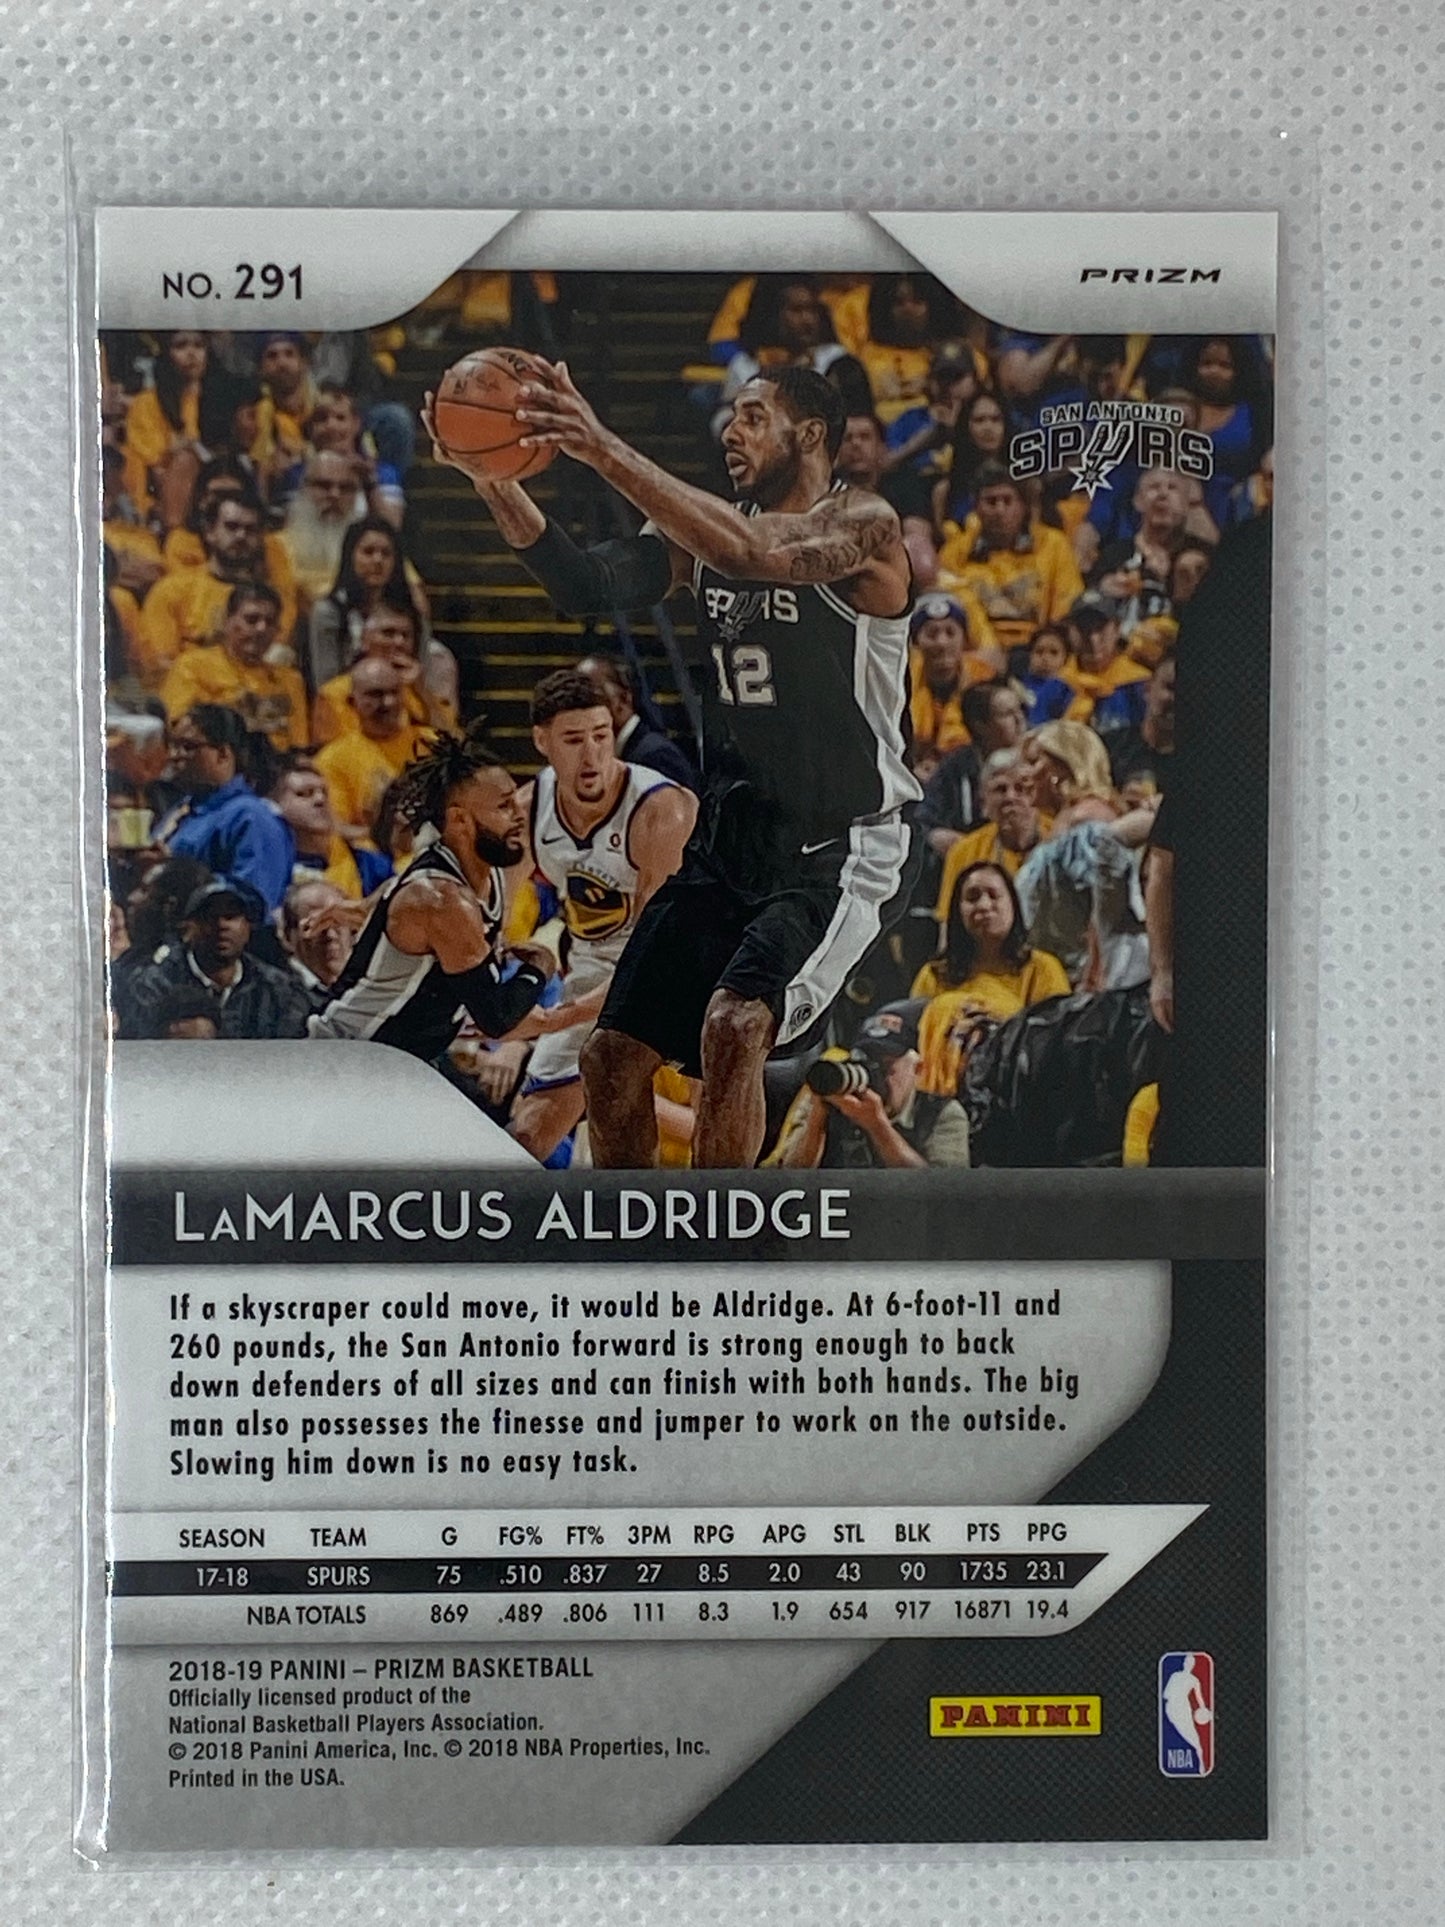 NO. 291
PRIZM
SAN ANTONIO
SPURS
SPURS
12
11
LaMARCUS ALDRIDGE
If a skyscraper could move, it would be Aldridge. At 6-foot-11 and
260 pounds, the San Antonio forward is strong enough to back
down defenders of all sizes and can finish with both hands. The big
man also possesses the finesse and jumper to work on the outside.
Slowing him down is no easy task.
SEASON TEAM G FG% FT% 3PM RPG APG STL BLK PTS PPG
17-18 SPURS 75 .510 .837 27 8.5 2.0 43 90 1735 23.1
NBA TOTALS 869 .489 .806 111 8.3 1.9 654 917 16871 19.4
2018-19 PANINI – PRIZM BASKETBALL
Officially licensed product of the
National Basketball Players Association.
© 2018 Panini America, Inc. © 2018 NBA Properties, Inc.
Printed in the USA.
PANINI
NBA